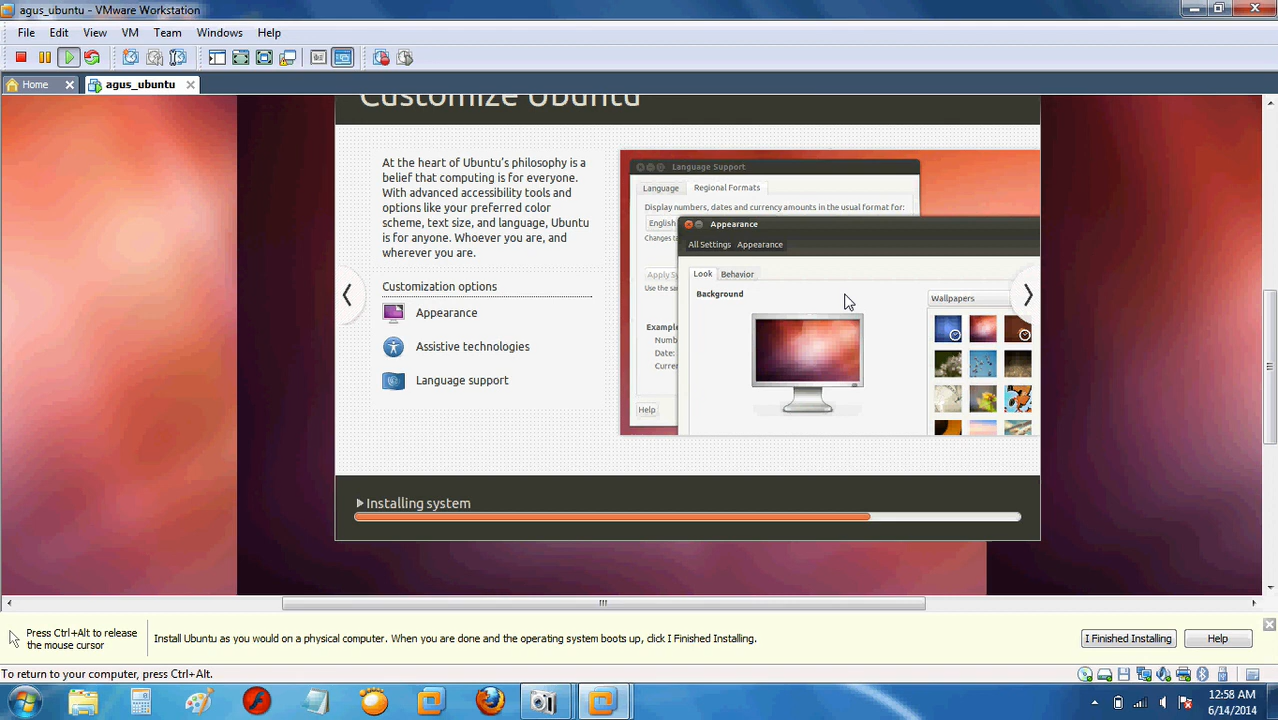 agus_ubuntu - VMware Workstation
File Edit View VM Team Windows Help
Home agus_ubuntu
Customize Ubuntu
At the heart of Ubuntu's philosophy is a
belief that computing is for everyone.
With advanced accessibility tools and
options like your preferred color
scheme, text size, and language, Ubuntu
is for anyone. Whoever you are, and
wherever you are.
Customization options
Appearance
Assistive technologies
Language support
Language Support
Language Regional Formats
Display numbers, dates and currency amounts in the usual format for:
English
Changes ta
Apply Sy
Use the sa
Example
Numb
Date:
Curre
Help
Appearance
All Settings Appearance
Look Behavior
Background
Wallpapers
Installing system
Press Ctrl+Alt to release
the mouse cursor
Install Ubuntu as you would on a physical computer. When you are done and the operating system boots up, click I Finished Installing.
I Finished Installing
Help
To return to your computer, press Ctrl+Alt.
12:58 AM
6/14/2014